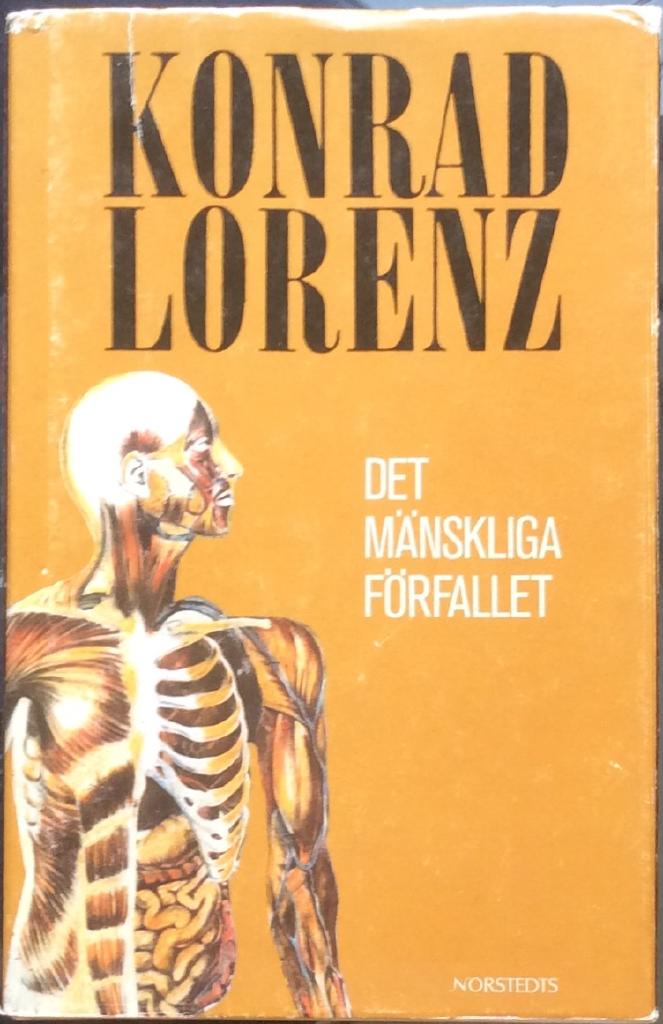 KONRAD
LORENZ
DET
MÄNSKLIGA
FÖRFALLET
NORSTEDTS